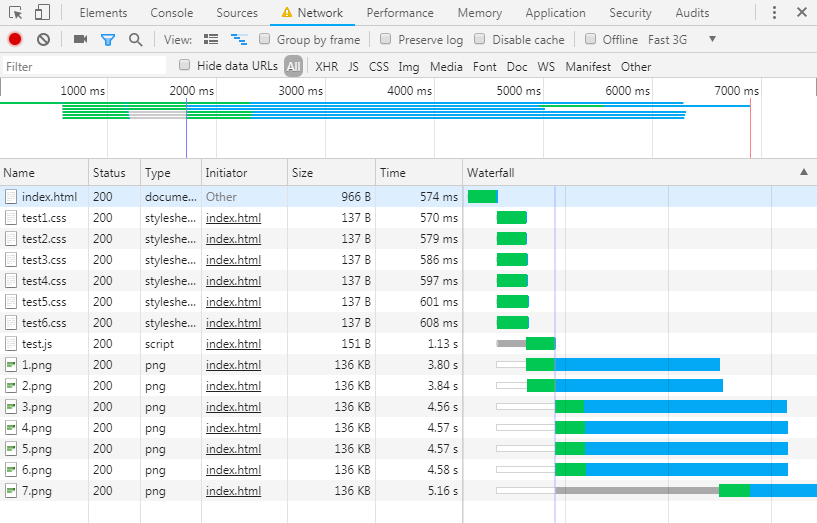 Elements Console Sources Network Performance Memory Application Security Audits
View: Group by frame Preserve log Disable cache Offline Fast 3G
Filter Hide data URLs All XHR JS CSS Img Media Font Doc WS Manifest Other
1000 ms 2000 ms 3000 ms 4000 ms 5000 ms 6000 ms 7000 ms
Name Status Type Initiator Size Time Waterfall
index.html 200 docume... Other 966 B 574 ms
test1.css 200 styleshe... index.html 137 B 570 ms
test2.css 200 styleshe... index.html 137 B 579 ms
test3.css 200 styleshe... index.html 137 B 586 ms
test4.css 200 styleshe... index.html 137 B 597 ms
test5.css 200 styleshe... index.html 137 B 601 ms
test6.css 200 styleshe... index.html 137 B 608 ms
test.js 200 script index.html 151 B 1.13 s
1.png 200 png index.html 136 KB 3.80 s
2.png 200 png index.html 136 KB 3.84 s
3.png 200 png index.html 136 KB 4.56 s
4.png 200 png index.html 136 KB 4.57 s
5.png 200 png index.html 136 KB 4.57 s
6.png 200 png index.html 136 KB 4.58 s
7.png 200 png index.html 136 KB 5.16 s